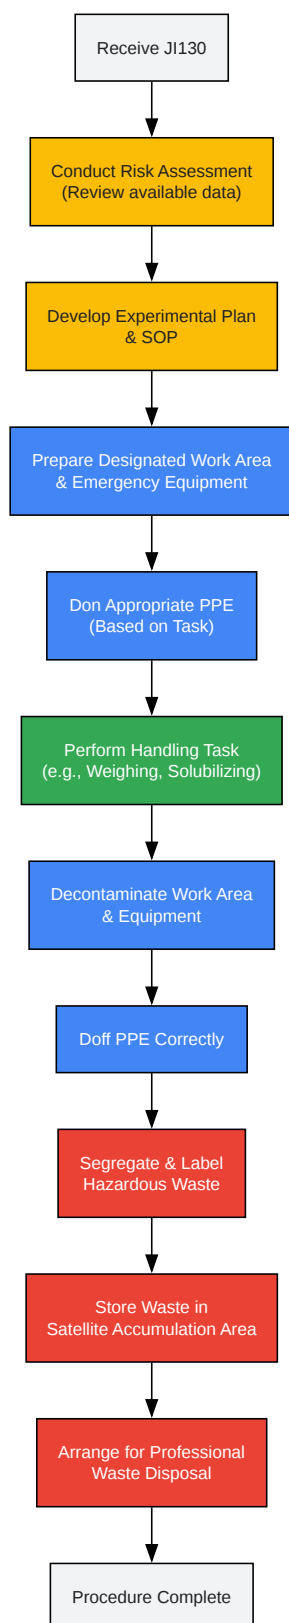 Receive JI130
Conduct Risk Assessment
(Review available data)
Develop Experimental Plan
& SOP
Prepare Designated Work Area
& Emergency Equipment
Don Appropriate PPE
(Based on Task)
Perform Handling Task
(e.g., Weighing, Solubilizing)
Decontaminate Work Area
& Equipment
Doff PPE Correctly
Segregate & Label
Hazardous Waste
Store Waste in
Satellite Accumulation Area
Arrange for Professional
Waste Disposal
Procedure Complete